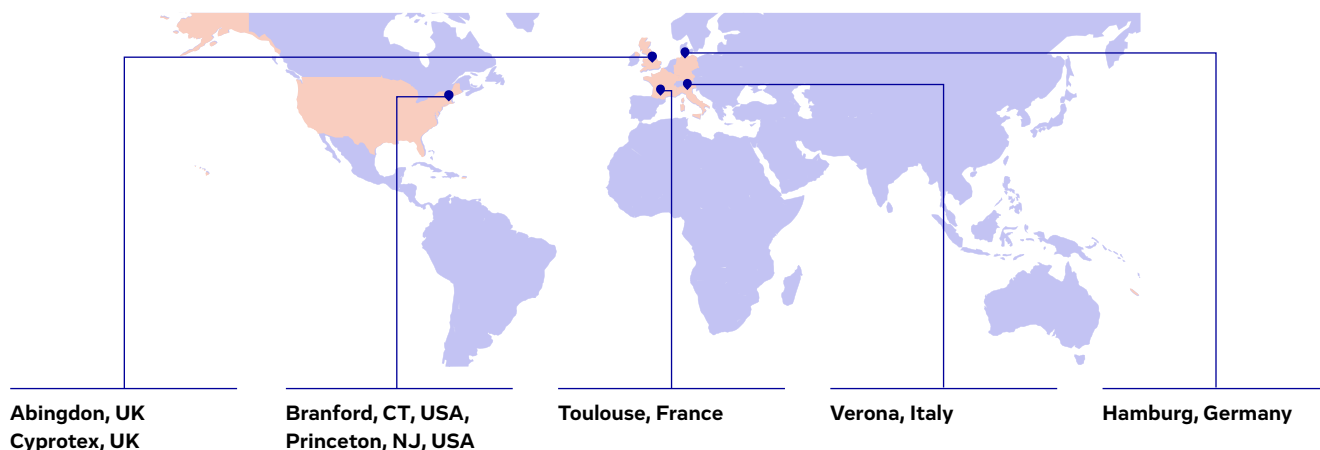 Abingdon, UK
Cyprotex, UK
Branford, CT, USA,
Princeton, NJ, USA
Toulouse, France
Verona, Italy
Hamburg, Germany